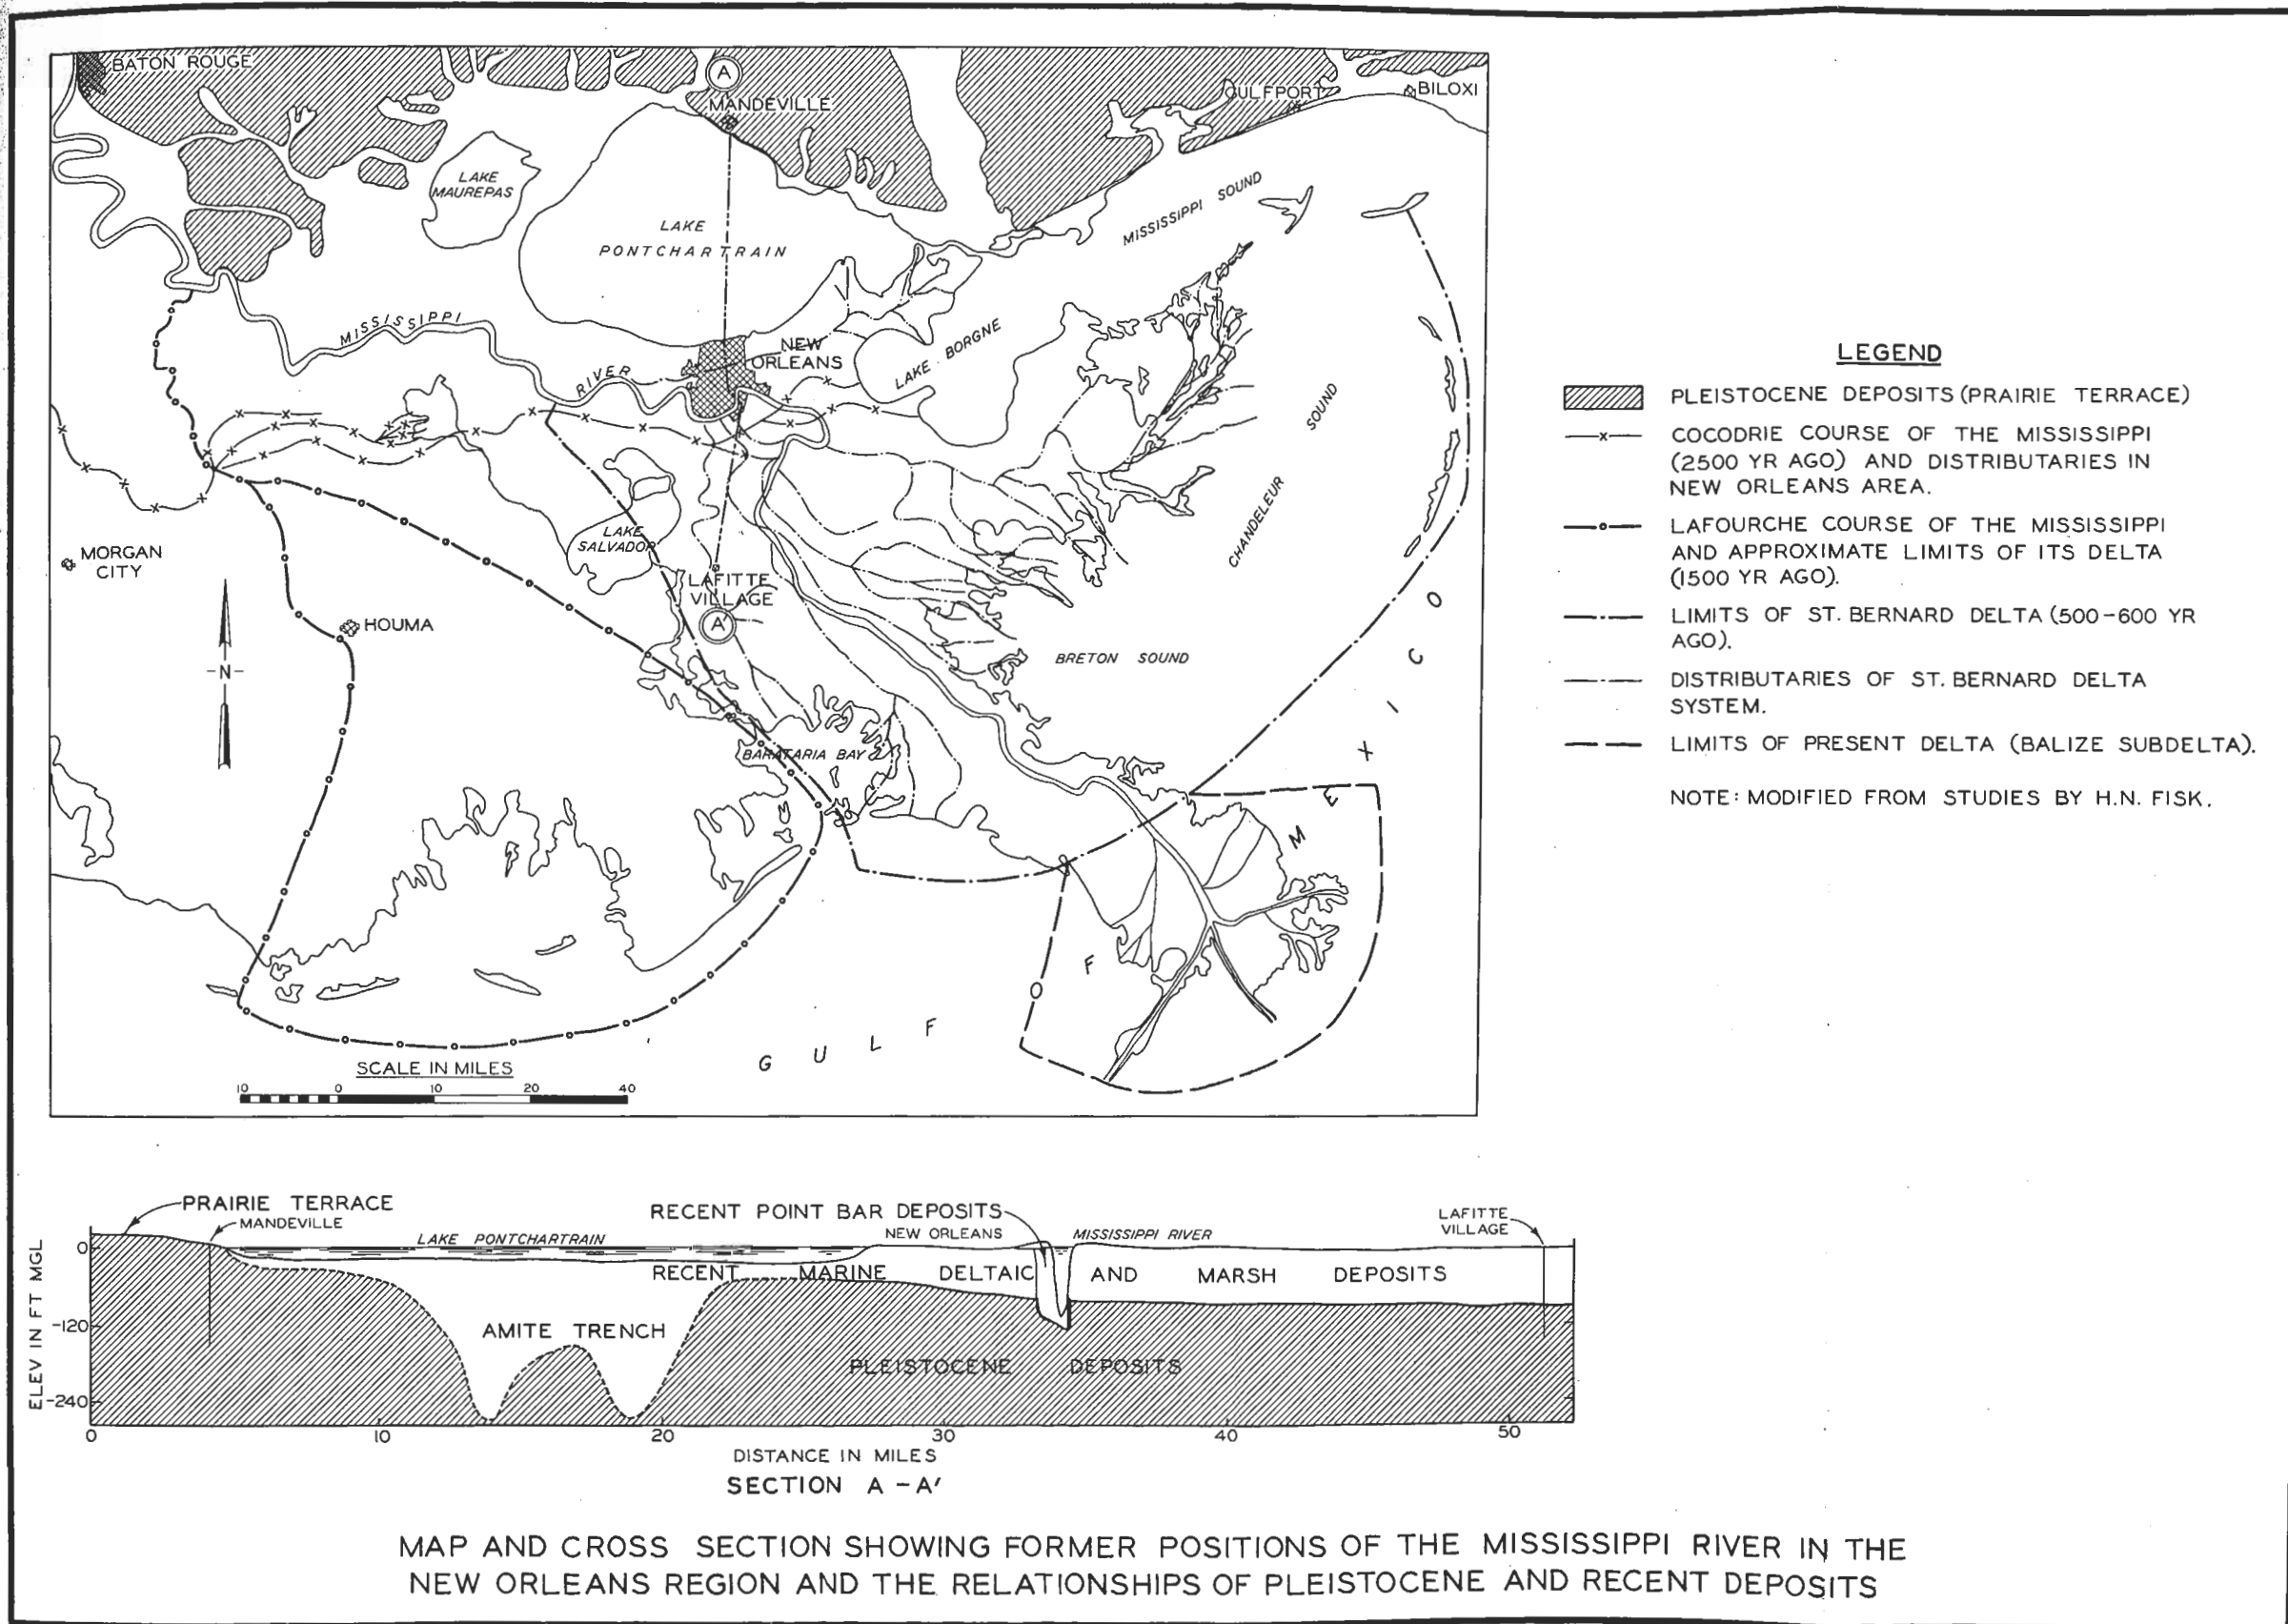 BATON ROUGE
A
MANDEVILLE
GULFPORT
BILOXI
LAKE
MAUREPAS
LAKE
PONTCHARTRAIN
MISSISSIPPI SOUND
MISSISSIPPI
RIVER
NEW
ORLEANS
LAKE BORGNE
CHANDELEUR
SOUND
MORGAN
CITY
LAKE
SALVADOR
LAFITTE
VILLAGE
A'
HOUMA
-N-
BRETON SOUND
BARATARIA BAY
GULF
OF
MEXICO
SCALE IN MILES
10 0 10 20 40
LEGEND
PLEISTOCENE DEPOSITS (PRAIRIE TERRACE)
COCODRIE COURSE OF THE MISSISSIPPI
(2500 YR AGO) AND DISTRIBUTARIES IN
NEW ORLEANS AREA.
LAFOURCHE COURSE OF THE MISSISSIPPI
AND APPROXIMATE LIMITS OF ITS DELTA
(1500 YR AGO).
LIMITS OF ST. BERNARD DELTA (500-600 YR
AGO).
DISTRIBUTARIES OF ST. BERNARD DELTA
SYSTEM.
LIMITS OF PRESENT DELTA (BALIZE SUBDELTA).
NOTE: MODIFIED FROM STUDIES BY H.N. FISK.
PRAIRIE TERRACE
MANDEVILLE
LAKE PONTCHARTRAIN
RECENT POINT BAR DEPOSITS
NEW ORLEANS
MISSISSIPPI RIVER
LAFITTE
VILLAGE
ELEV IN FT MGL
0
-120
-240
RECENT MARINE DELTAIC AND MARSH DEPOSITS
AMITE TRENCH
PLEISTOCENE DEPOSITS
0 10 20 30 40 50
DISTANCE IN MILES
SECTION A - A'
MAP AND CROSS SECTION SHOWING FORMER POSITIONS OF THE MISSISSIPPI RIVER IN THE
NEW ORLEANS REGION AND THE RELATIONSHIPS OF PLEISTOCENE AND RECENT DEPOSITS